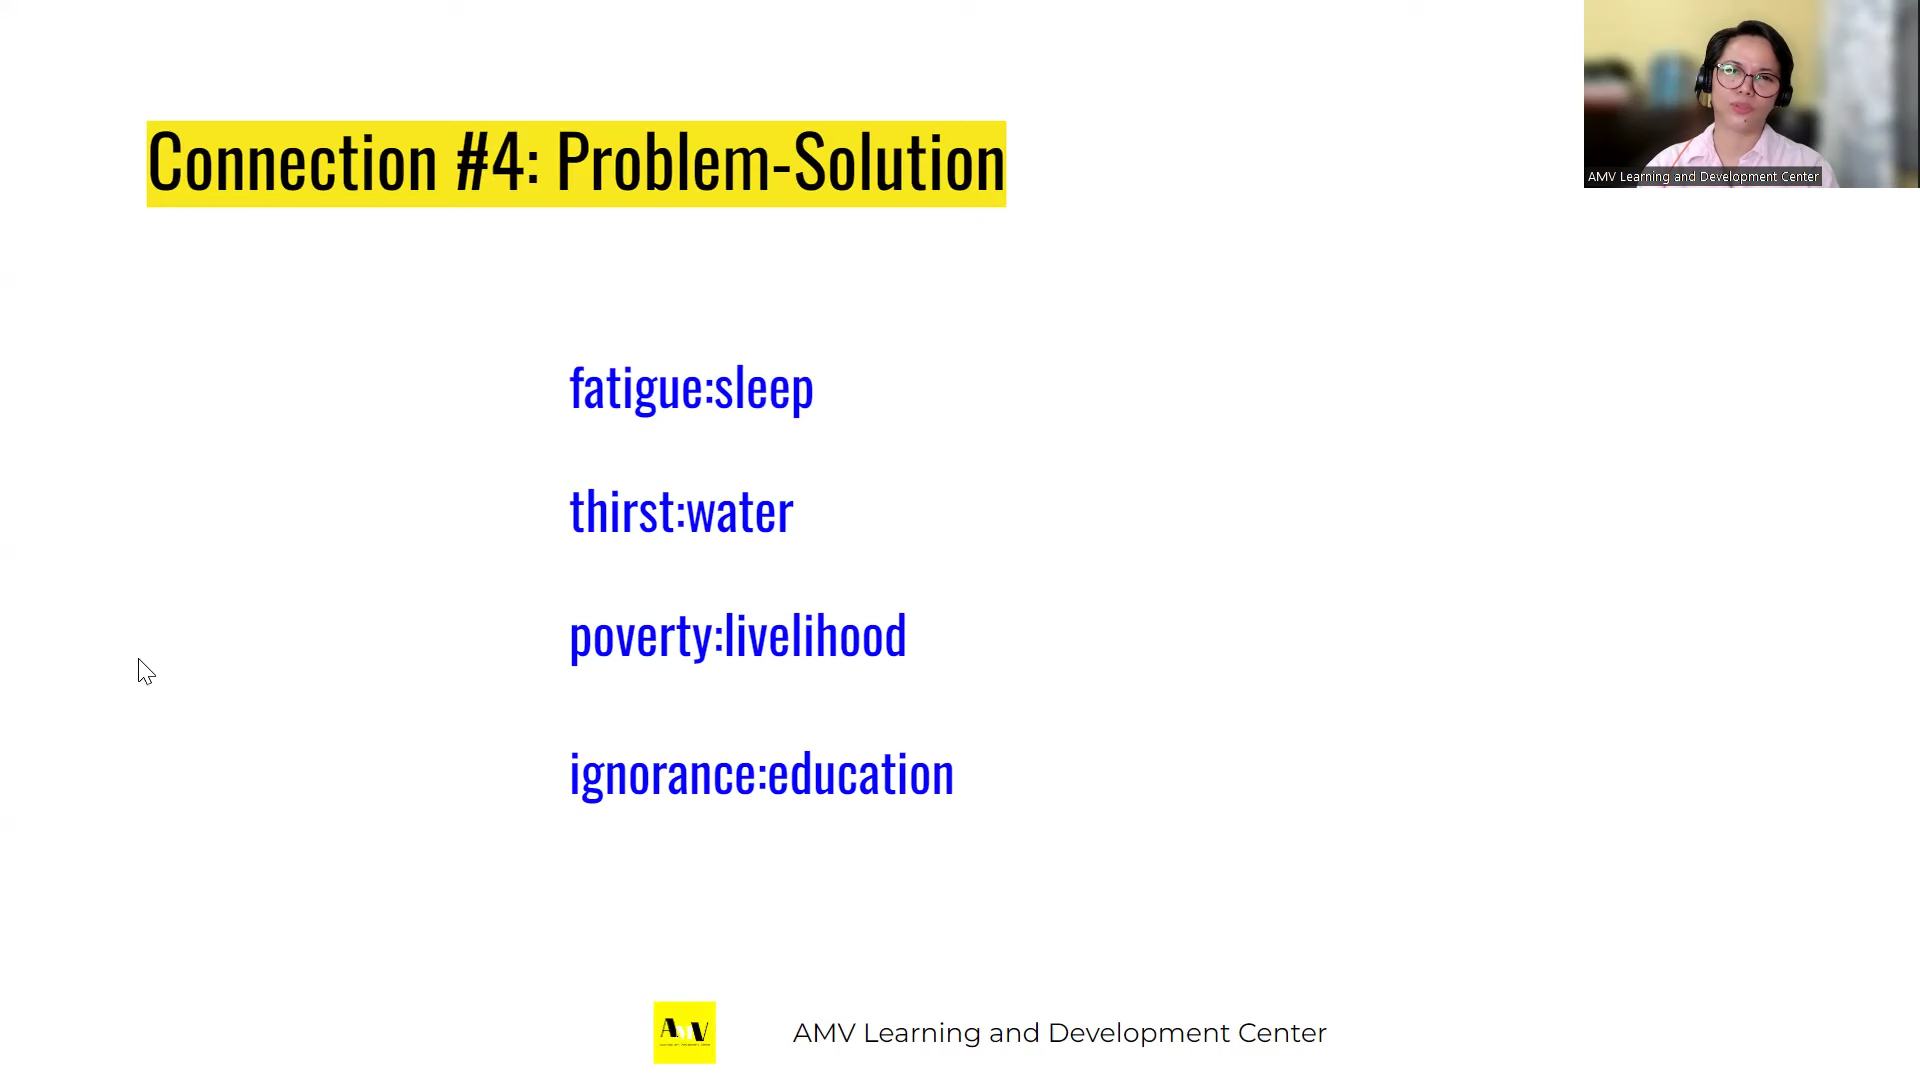 Connection #4: Problem-Solution
AMV Learning and Development Center
fatigue:sleep
thirst:water
poverty:livelihood
ignorance:education
AMV
AMV Learning and Development Center